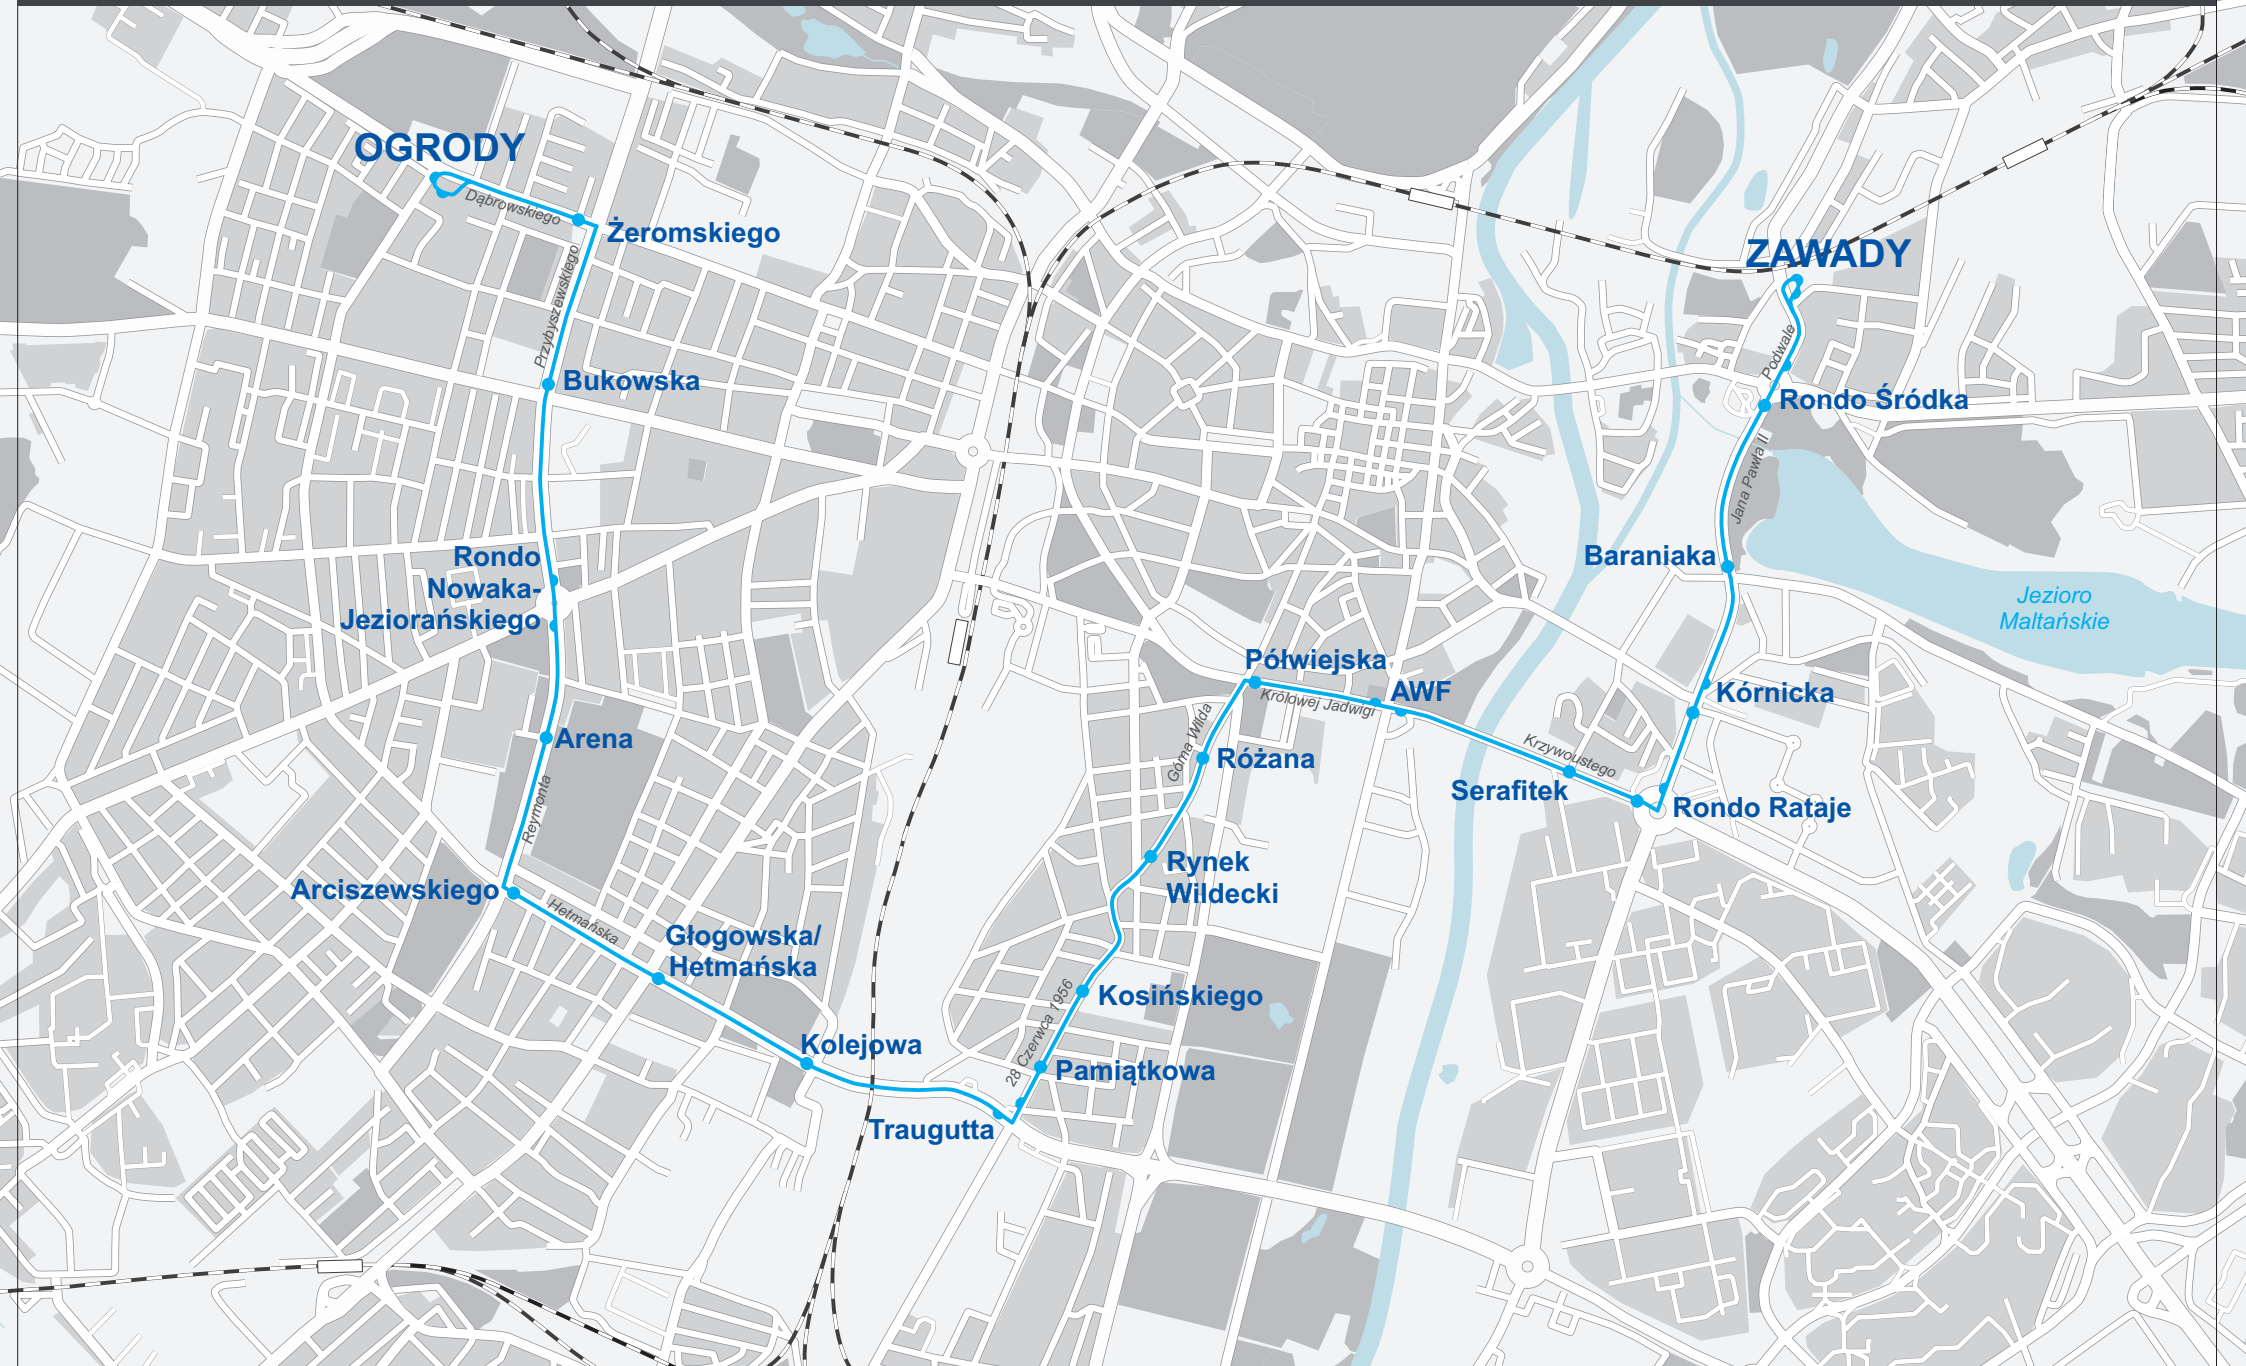 OGRODY
Dąbrowskiego
Żeromskiego
Przybyszewskiego
Bukowska
Rondo
Nowaka-
Jeziorańskiego
Arena
Reymonta
Arciszewskiego
Hetmańska
Głogowska/
Hetmańska
Kolejowa
Traugutta
28 Czerwca 1956
Pamiątkowa
Kosińskiego
Rynek
Wildecki
Różana
Górna Wilda
Półwiejska
Królowej Jadwigi
AWF
Krzywoustego
Serafitek
Rondo Rataje
Kórnicka
Baraniaka
Jana Pawła II
Jezioro
Maltańskie
Rondo Śródka
Podwale
ZAWADY